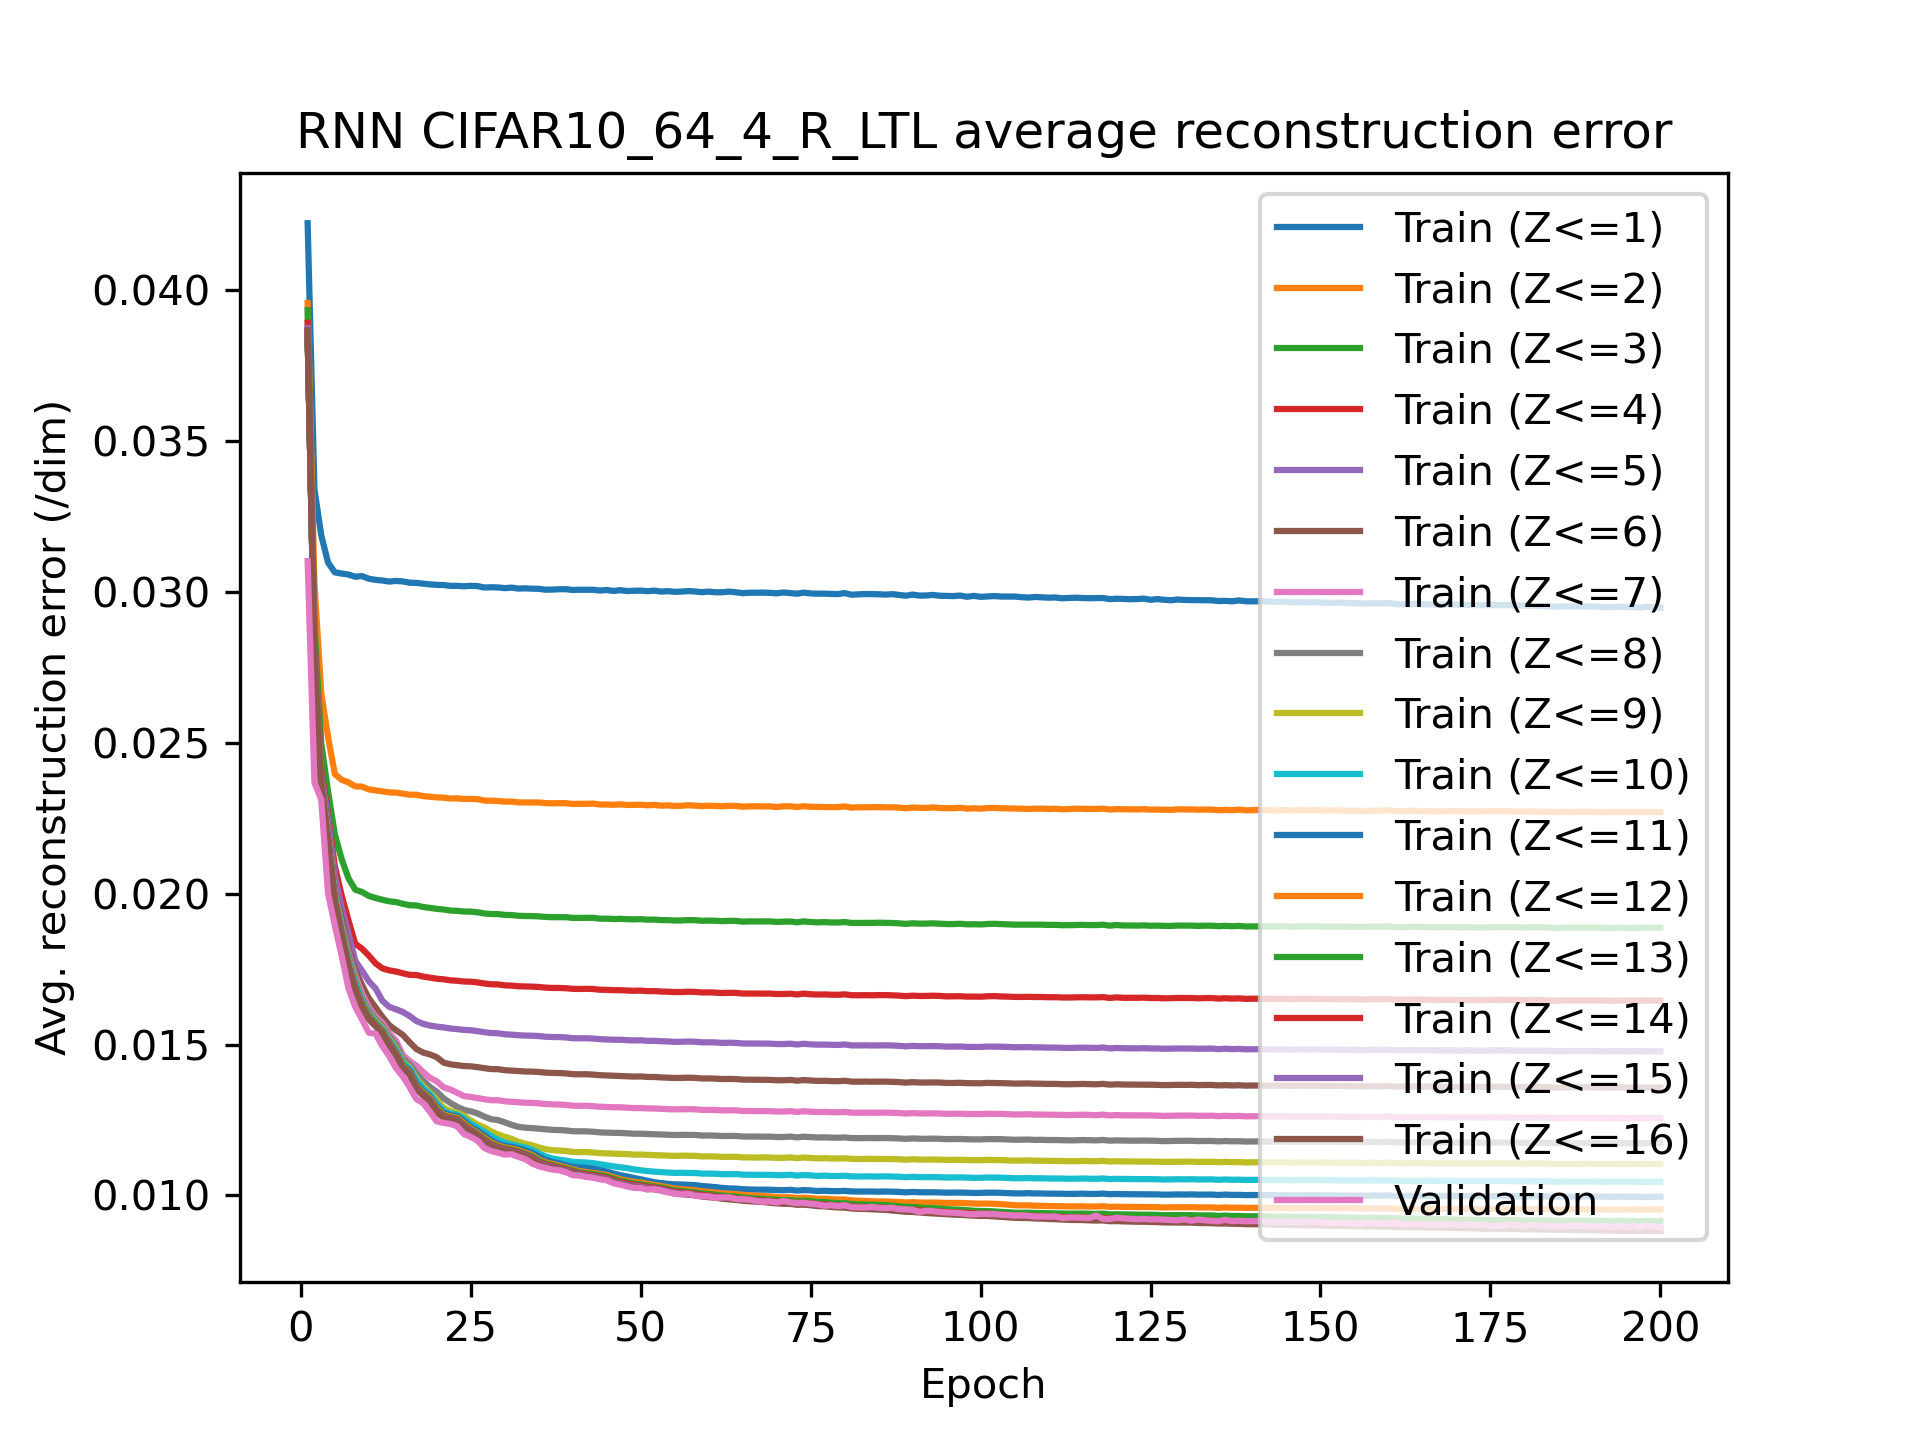 RNN CIFAR10_64_4_R_LTL average reconstruction error
Avg. reconstruction error (/dim)
0.040
0.035
0.030
0.025
0.020
0.015
0.010
Train (Z<=1)
Train (Z<=2)
Train (Z<=3)
Train (Z<=4)
Train (Z<=5)
Train (Z<=6)
Train (Z<=7)
Train (Z<=8)
Train (Z<=9)
Train (Z<=10)
Train (Z<=11)
Train (Z<=12)
Train (Z<=13)
Train (Z<=14)
Train (Z<=15)
Train (Z<=16)
Validation
0 25 50 75 100 125 150 175 200
Epoch